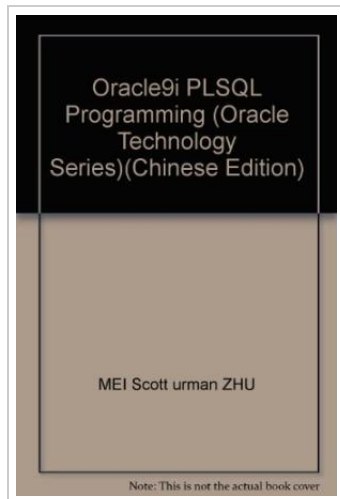 Oracle9i PLSQL
Programming (Oracle
Technology
Series)(Chinese Edition)
MEI Scott urman ZHU
Note: This is not the actual book cover